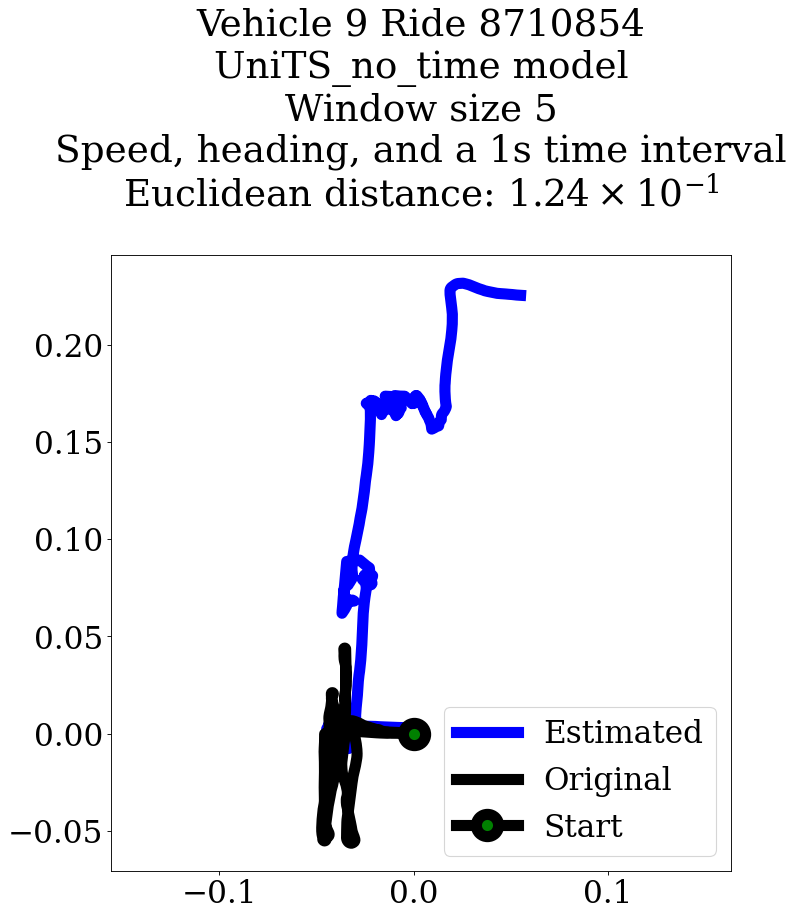 Vehicle 9 Ride 8710854
UniTS_no_time model
Window size 5
Speed, heading, and a 1s time interval
Euclidean distance: 1.24 × 10⁻¹
0.20
0.15
0.10
0.05
0.00
−0.05
−0.1
0.0
0.1
Estimated
Original
Start